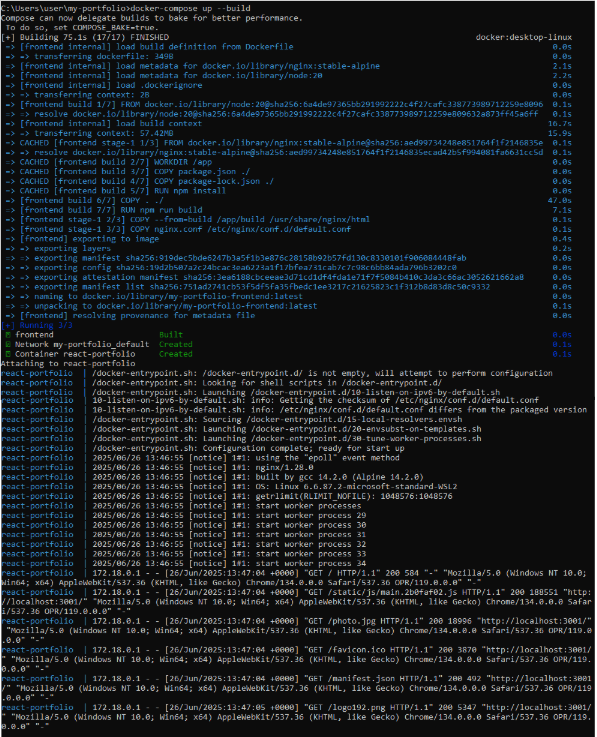 C:\Users\user\my-portfolio>docker-compose up --build
Compose can now delegate builds to bake for better performance.
 To do so, set COMPOSE_BAKE=true.
[+] Building 75.1s (17/17) FINISHED docker:desktop-linux
 => [frontend internal] load build definition from Dockerfile 0.0s
 => => transferring dockerfile: 349B 0.0s
 => [frontend internal] load metadata for docker.io/library/nginx:stable-alpine 2.1s
 => [frontend internal] load metadata for docker.io/library/node:20 2.2s
 => [frontend internal] load .dockerignore 0.0s
 => => transferring context: 2B 0.0s
 => [frontend build 1/7] FROM docker.io/library/node:20@sha256: 0.1s
 => => resolve docker.io/library/node:20@sha256: 0.1s
 => [frontend internal] load build context 16.7s
 => => transferring context: 57.42MB 15.9s
 => CACHED [frontend stage-1 1/3] FROM docker.io/library/nginx:stable-alpine@sha256: 0.1s
 => => resolve docker.io/library/nginx:stable-alpine@sha256: 0.1s
 => CACHED [frontend build 2/7] WORKDIR /app 0.0s
 => CACHED [frontend build 3/7] COPY package.json ./ 0.0s
 => CACHED [frontend build 4/7] COPY package-lock.json ./ 0.0s
 => CACHED [frontend build 5/7] RUN npm install 0.0s
 => [frontend build 6/7] COPY . ./ 47.0s
 => [frontend build 7/7] RUN npm run build 7.1s
 => [frontend stage-1 2/3] COPY --from=build /app/build /usr/share/nginx/html 0.1s
 => [frontend stage-1 3/3] COPY nginx.conf /etc/nginx/conf.d/default.conf 0.0s
 => [frontend] exporting to image 0.4s
 => => exporting layers 0.2s
 => => exporting manifest 0.0s
 => => exporting config 0.0s
 => => exporting attestation manifest 0.0s
 => => exporting manifest list 0.0s
 => => naming to docker.io/library/my-portfolio-frontend:latest 0.0s
 => => unpacking to docker.io/library/my-portfolio-frontend:latest 0.1s
 => [frontend] resolving provenance for metadata file 0.0s
[+] Running 3/3
 frontend Built 0.0s
 Network my-portfolio_default Created 0.1s
 Container react-portfolio Created 0.1s
Attaching to react-portfolio
react-portfolio | /docker-entrypoint.sh: /docker-entrypoint.d/ is not empty, will attempt to perform configuration
react-portfolio | /docker-entrypoint.sh: Looking for shell scripts in /docker-entrypoint.d/
react-portfolio | /docker-entrypoint.sh: Launching /docker-entrypoint.d/10-listen-on-ipv6-by-default.sh
react-portfolio | 10-listen-on-ipv6-by-default.sh: info: Getting the checksum of /etc/nginx/conf.d/default.conf
react-portfolio | 10-listen-on-ipv6-by-default.sh: info: /etc/nginx/conf.d/default.conf differs from the packaged version
react-portfolio | /docker-entrypoint.sh: Sourcing /docker-entrypoint.d/15-local-resolvers.envsh
react-portfolio | /docker-entrypoint.sh: Launching /docker-entrypoint.d/20-envsubst-on-templates.sh
react-portfolio | /docker-entrypoint.sh: Launching /docker-entrypoint.d/30-tune-worker-processes.sh
react-portfolio | /docker-entrypoint.sh: Configuration complete; ready for start up
react-portfolio | 2025/06/26 13:46:55 [notice] 1#1: using the "epoll" event method
react-portfolio | 2025/06/26 13:46:55 [notice] 1#1: nginx/1.28.0
react-portfolio | 2025/06/26 13:46:55 [notice] 1#1: built by gcc 14.2.0 (Alpine 14.2.0)
react-portfolio | 2025/06/26 13:46:55 [notice] 1#1: OS: Linux 6.6.87.2-microsoft-standard-WSL2
react-portfolio | 2025/06/26 13:46:55 [notice] 1#1: getrlimit(RLIMIT_NOFILE): 1048576:1048576
react-portfolio | 2025/06/26 13:46:55 [notice] 1#1: start worker processes
react-portfolio | 2025/06/26 13:46:55 [notice] 1#1: start worker process 29
react-portfolio | 2025/06/26 13:46:55 [notice] 1#1: start worker process 30
react-portfolio | 2025/06/26 13:46:55 [notice] 1#1: start worker process 31
react-portfolio | 2025/06/26 13:46:55 [notice] 1#1: start worker process 32
react-portfolio | 2025/06/26 13:46:55 [notice] 1#1: start worker process 33
react-portfolio | 2025/06/26 13:46:55 [notice] 1#1: start worker process 34
react-portfolio | 172.18.0.1 - - [26/Jun/2025:13:47:04 +0000] "GET / HTTP/1.1" 200 584 "-" "Mozilla/5.0 (Windows NT 10.0;
Win64; x64) AppleWebKit/537.36 (KHTML, like Gecko) Chrome/134.0.0.0 Safari/537.36 OPR/119.0.0.0" "-"
react-portfolio | 172.18.0.1 - - [26/Jun/2025:13:47:04 +0000] "GET /static/js/main.2b0faf02.js HTTP/1.1" 200 188551 "http:
//localhost:3001/" "Mozilla/5.0 (Windows NT 10.0; Win64; x64) AppleWebKit/537.36 (KHTML, like Gecko) Chrome/134.0.0.0 Safar
i/537.36 OPR/119.0.0.0" "-"
react-portfolio | 172.18.0.1 - - [26/Jun/2025:13:47:04 +0000] "GET /photo.jpg HTTP/1.1" 200 18996 "http://localhost:3001/"
 "Mozilla/5.0 (Windows NT 10.0; Win64; x64) AppleWebKit/537.36 (KHTML, like Gecko) Chrome/134.0.0.0 Safari/537.36 OPR/119.0
.0.0" "-"
react-portfolio | 172.18.0.1 - - [26/Jun/2025:13:47:04 +0000] "GET /favicon.ico HTTP/1.1" 200 3870 "http://localhost:3001/
" "Mozilla/5.0 (Windows NT 10.0; Win64; x64) AppleWebKit/537.36 (KHTML, like Gecko) Chrome/134.0.0.0 Safari/537.36 OPR/119.
0.0.0" "-"
react-portfolio | 172.18.0.1 - - [26/Jun/2025:13:47:04 +0000] "GET /manifest.json HTTP/1.1" 200 492 "http://localhost:3001
/" "Mozilla/5.0 (Windows NT 10.0; Win64; x64) AppleWebKit/537.36 (KHTML, like Gecko) Chrome/134.0.0.0 Safari/537.36 OPR/119
.0.0.0" "-"
react-portfolio | 172.18.0.1 - - [26/Jun/2025:13:47:05 +0000] "GET /logo192.png HTTP/1.1" 200 5347 "http://localhost:3001/
" "Mozilla/5.0 (Windows NT 10.0; Win64; x64) AppleWebKit/537.36 (KHTML, like Gecko) Chrome/134.0.0.0 Safari/537.36 OPR/119.
0.0.0" "-"